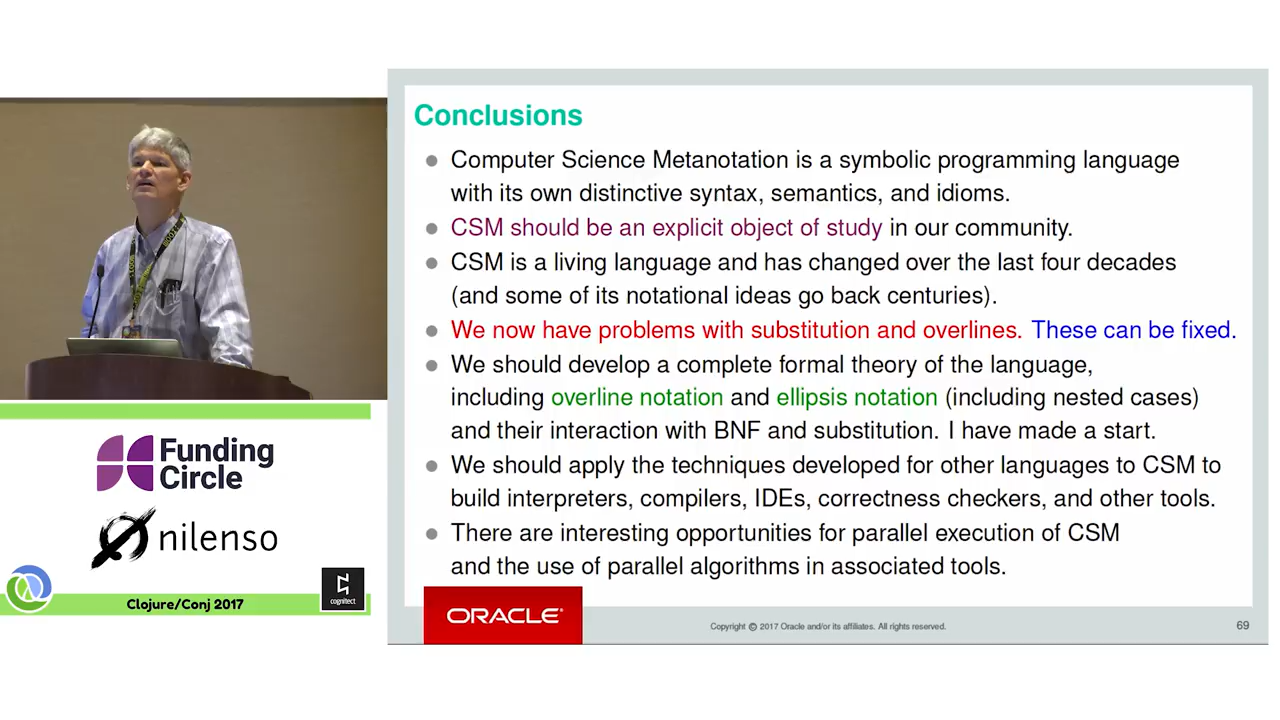 Conclusions
Computer Science Metanotation is a symbolic programming language
with its own distinctive syntax, semantics, and idioms.
CSM should be an explicit object of study in our community.
CSM is a living language and has changed over the last four decades
(and some of its notational ideas go back centuries).
We now have problems with substitution and overlines. These can be fixed.
We should develop a complete formal theory of the language,
including overline notation and ellipsis notation (including nested cases)
and their interaction with BNF and substitution. I have made a start.
We should apply the techniques developed for other languages to CSM to
build interpreters, compilers, IDEs, correctness checkers, and other tools.
There are interesting opportunities for parallel execution of CSM
and the use of parallel algorithms in associated tools.
ORACLE®
Copyright © 2017 Oracle and/or its affiliates. All rights reserved.
69
Funding
Circle
nilenso
Clojure/Conj 2017
cognitect